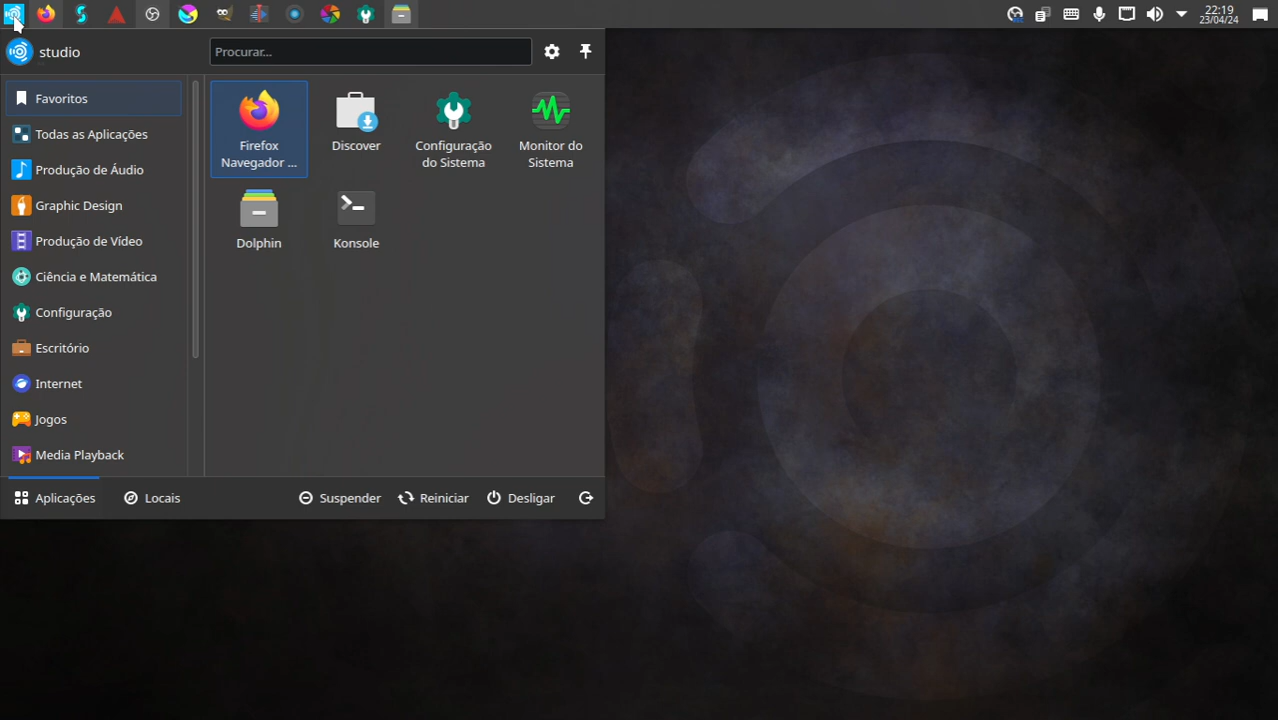 22:19
23/04/24
studio
Procurar...
Favoritos
Todas as Aplicações
Produção de Áudio
Graphic Design
Produção de Vídeo
Ciência e Matemática
Configuração
Escritório
Internet
Jogos
Media Playback
Firefox
Navegador ...
Discover
Configuração
do Sistema
Monitor do
Sistema
Dolphin
Konsole
Aplicações
Locais
Suspender
Reiniciar
Desligar